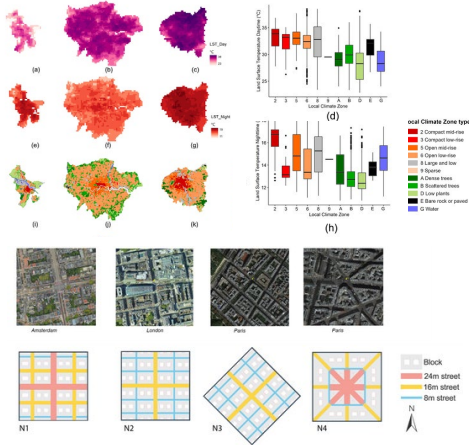 LST_Day
°C
(a)
(b)
(c)
Land Surface Temperature Daytime (°C)
2 3 5 6 8 9 A B D E G
Local Climate Zone
(d)
LST_Night
°C
(e)
(f)
(g)
Land Surface Temperature Nighttime (°C)
16
14
12
2 3 5 6 8 9 A B D E G
Local Climate Zone
(h)
(i)
(j)
(k)
ocal Climate Zone type
2 Compact mid-rise
3 Compact low-rise
5 Open mid-rise
6 Open low-rise
8 Large and low
9 Sparse
A Dense trees
B Scattered trees
D Low plants
E Bare rock or paved
G Water
Amsterdam
London
Paris
Paris
N1
N2
N3
N4
Block
24m street
16m street
8m street
N